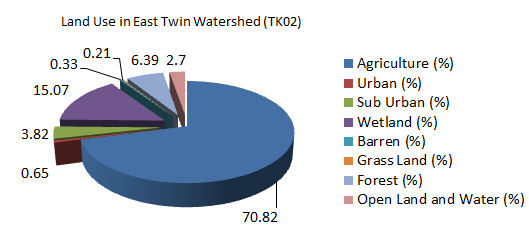 Land Use in East Twin Watershed (TK02)
0.21
6.39
2.7
0.33
15.07
3.82
0.65
70.82
Agriculture (%)
Urban (%)
Sub Urban (%)
Wetland (%)
Barren (%)
Grass Land (%)
Forest (%)
Open Land and Water (%)